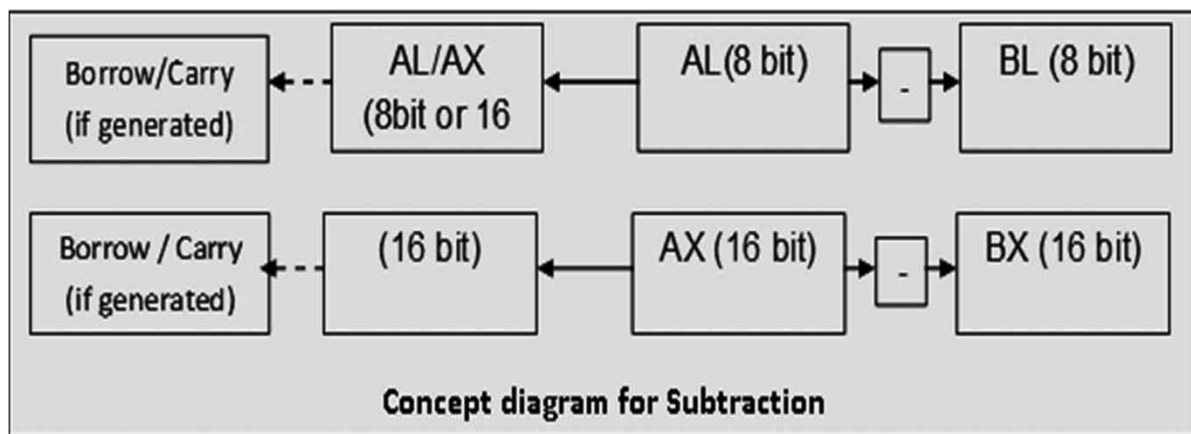 Borrow/Carry
(if generated)
AL/AX
(8bit or 16
AL(8 bit)
-
BL (8 bit)
Borrow / Carry
(if generated)
(16 bit)
AX (16 bit)
-
BX (16 bit)
Concept diagram for Subtraction